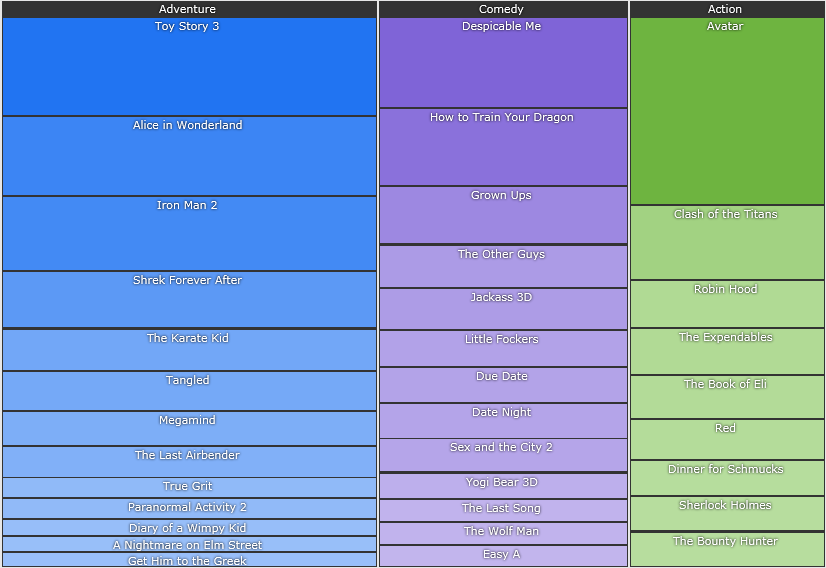 Adventure
Toy Story 3
Alice in Wonderland
Iron Man 2
Shrek Forever After
The Karate Kid
Tangled
Megamind
The Last Airbender
True Grit
Paranormal Activity 2
Diary of a Wimpy Kid
A Nightmare on Elm Street
Get Him to the Greek
Comedy
Despicable Me
How to Train Your Dragon
Grown Ups
The Other Guys
Jackass 3D
Little Fockers
Due Date
Date Night
Sex and the City 2
Yogi Bear 3D
The Last Song
The Wolf Man
Easy A
Action
Avatar
Clash of the Titans
Robin Hood
The Expendables
The Book of Eli
Red
Dinner for Schmucks
Sherlock Holmes
The Bounty Hunter